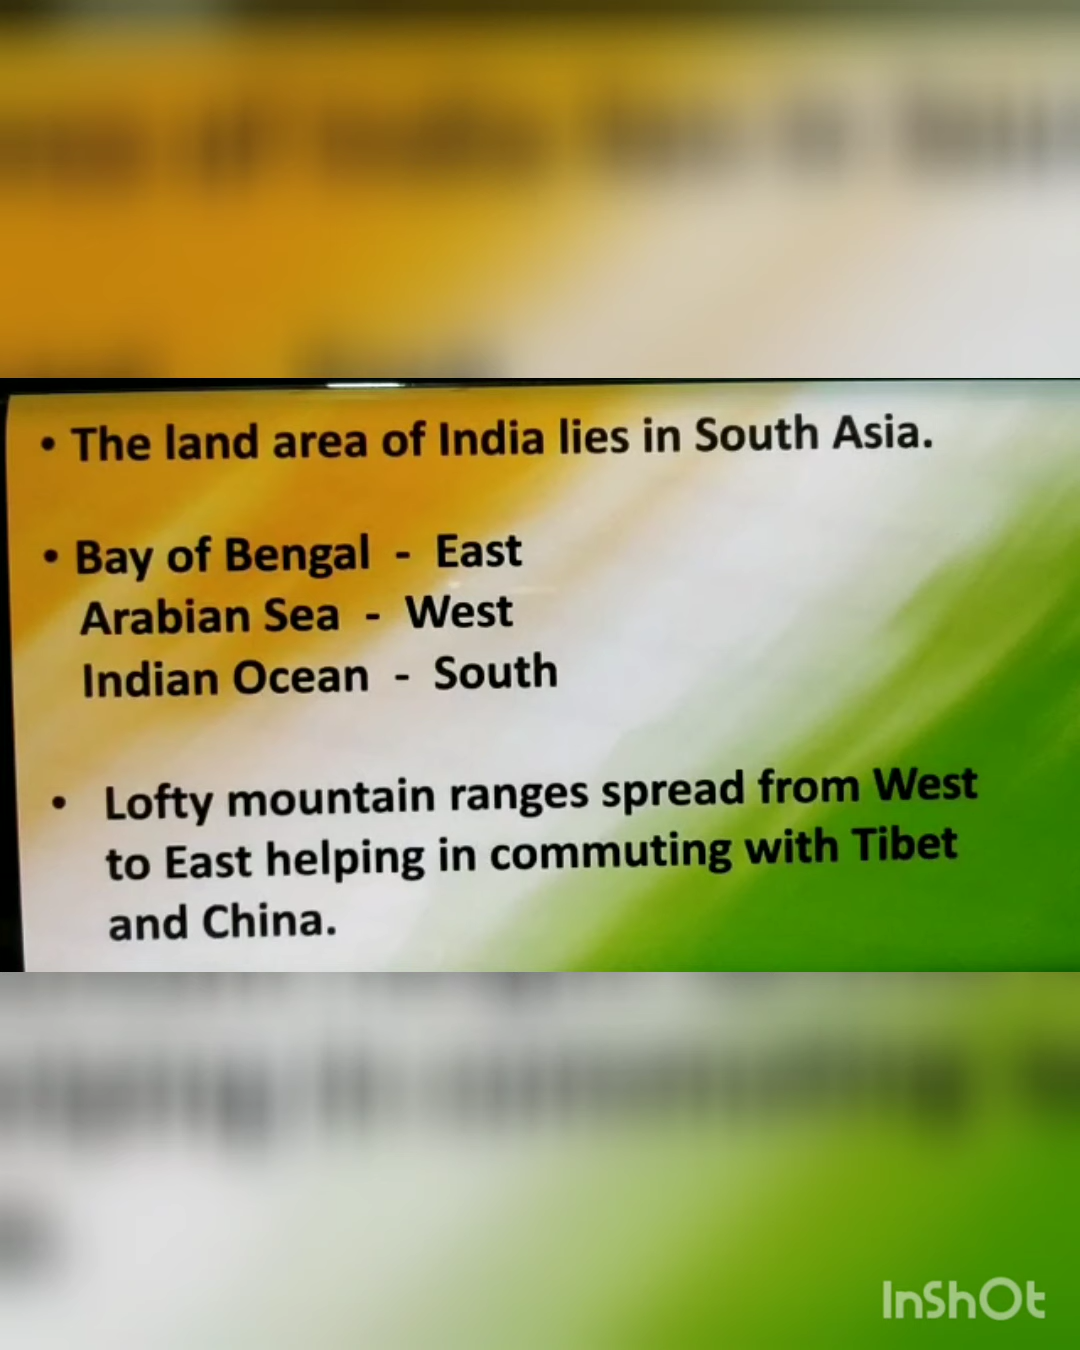 • The land area of India lies in South Asia.
• Bay of Bengal - East
Arabian Sea - West
Indian Ocean - South
• Lofty mountain ranges spread from West
to East helping in commuting with Tibet
and China.
InShOt